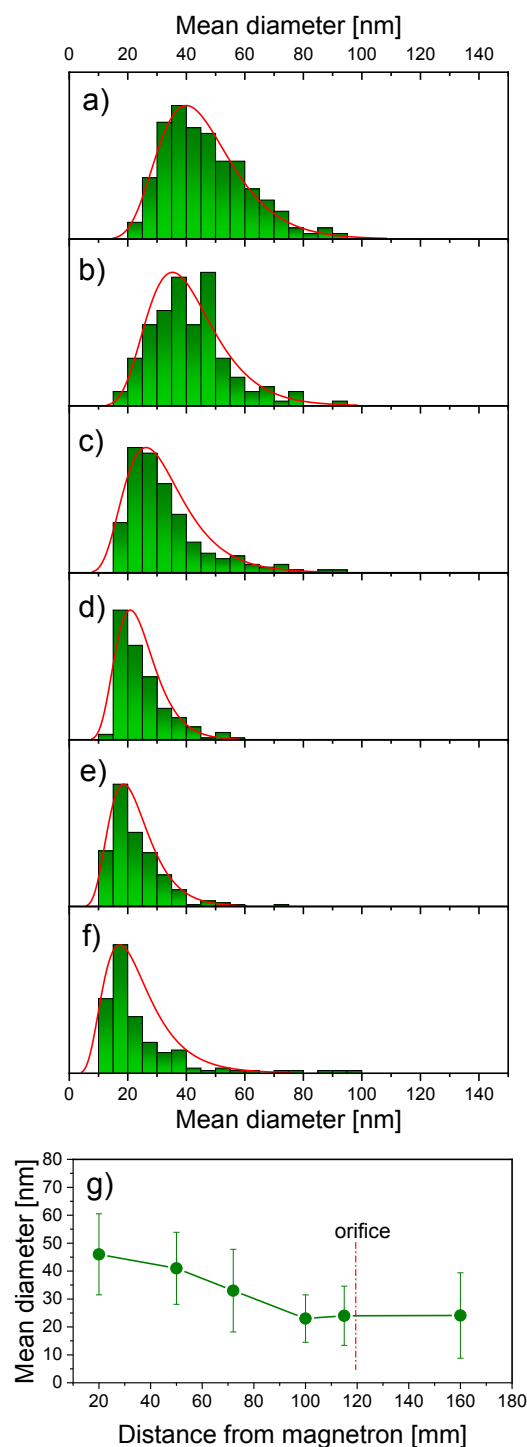 Mean diameter [nm]
0 20 40 60 80 100 120 140
a)
b)
c)
d)
e)
f)
0 20 40 60 80 100 120 140
Mean diameter [nm]
g)
orifice
80
70
60
50
40
30
20
10
0
Mean diameter [nm]
20 40 60 80 100 120 140 160 180
Distance from magnetron [mm]